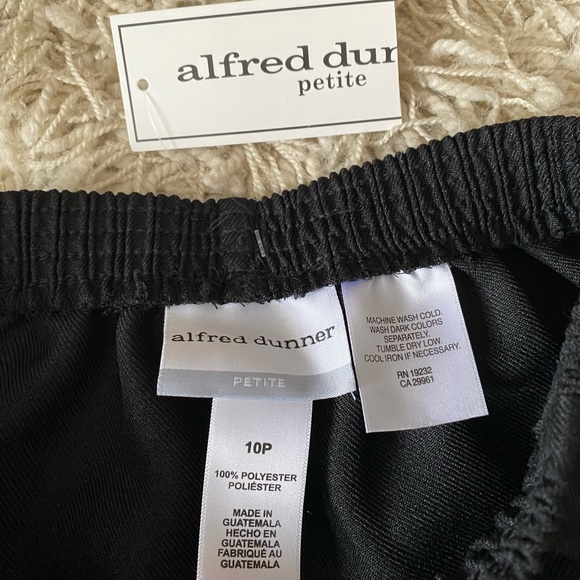 alfred dun
petite
alfred dunner
PETITE
10P
100% POLYESTER
POLIÉSTER
MADE IN
GUATEMALA
HECHO EN
GUATEMALA
FABRIQUÉ AU
GUATEMALA
MACHINE WASH COLD.
WASH DARK COLORS
SEPARATELY.
TUMBLE DRY LOW.
COOL IRON IF NECESSARY.
RN 19232
CA 29961